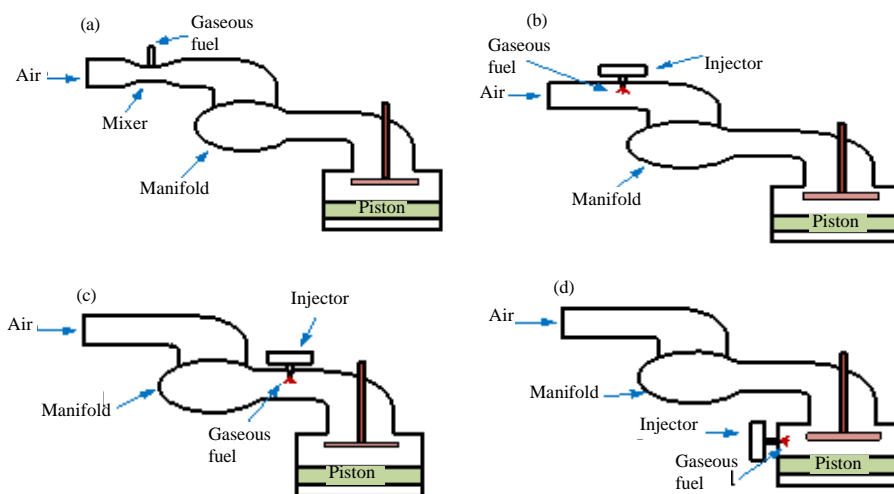 (a)
Gaseous
fuel
Air
Mixer
Manifold
Piston
(b)
Gaseous
fuel
Injector
Air
Manifold
Piston
(c)
Injector
Air
Manifold
Gaseous
fuel
Piston
(d)
Air
Manifold
Injector
Gaseous
fuel
Piston